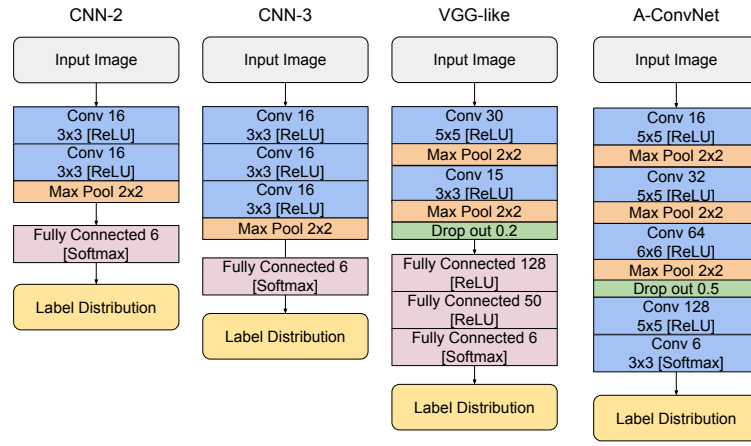 CNN-2
Input Image
Conv 16
3x3 [ReLU]
Conv 16
3x3 [ReLU]
Max Pool 2x2
Fully Connected 6
[Softmax]
Label Distribution
CNN-3
Input Image
Conv 16
3x3 [ReLU]
Conv 16
3x3 [ReLU]
Conv 16
3x3 [ReLU]
Max Pool 2x2
Fully Connected 6
[Softmax]
Label Distribution
VGG-like
Input Image
Conv 30
5x5 [ReLU]
Max Pool 2x2
Conv 15
3x3 [ReLU]
Max Pool 2x2
Drop out 0.2
Fully Connected 128
[ReLU]
Fully Connected 50
[ReLU]
Fully Connected 6
[Softmax]
Label Distribution
A-ConvNet
Input Image
Conv 16
5x5 [ReLU]
Max Pool 2x2
Conv 32
5x5 [ReLU]
Max Pool 2x2
Conv 64
6x6 [ReLU]
Max Pool 2x2
Drop out 0.5
Conv 128
5x5 [ReLU]
Conv 6
3x3 [Softmax]
Label Distribution